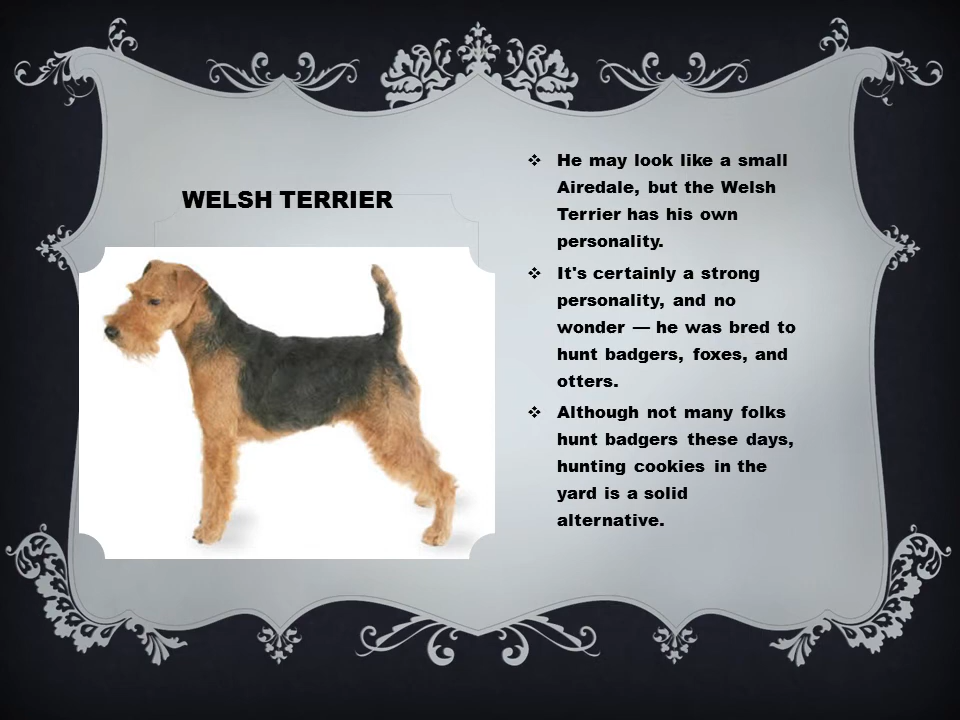 WELSH TERRIER
❖ He may look like a small
Airedale, but the Welsh
Terrier has his own
personality.
❖ It's certainly a strong
personality, and no
wonder — he was bred to
hunt badgers, foxes, and
otters.
❖ Although not many folks
hunt badgers these days,
hunting cookies in the
yard is a solid
alternative.